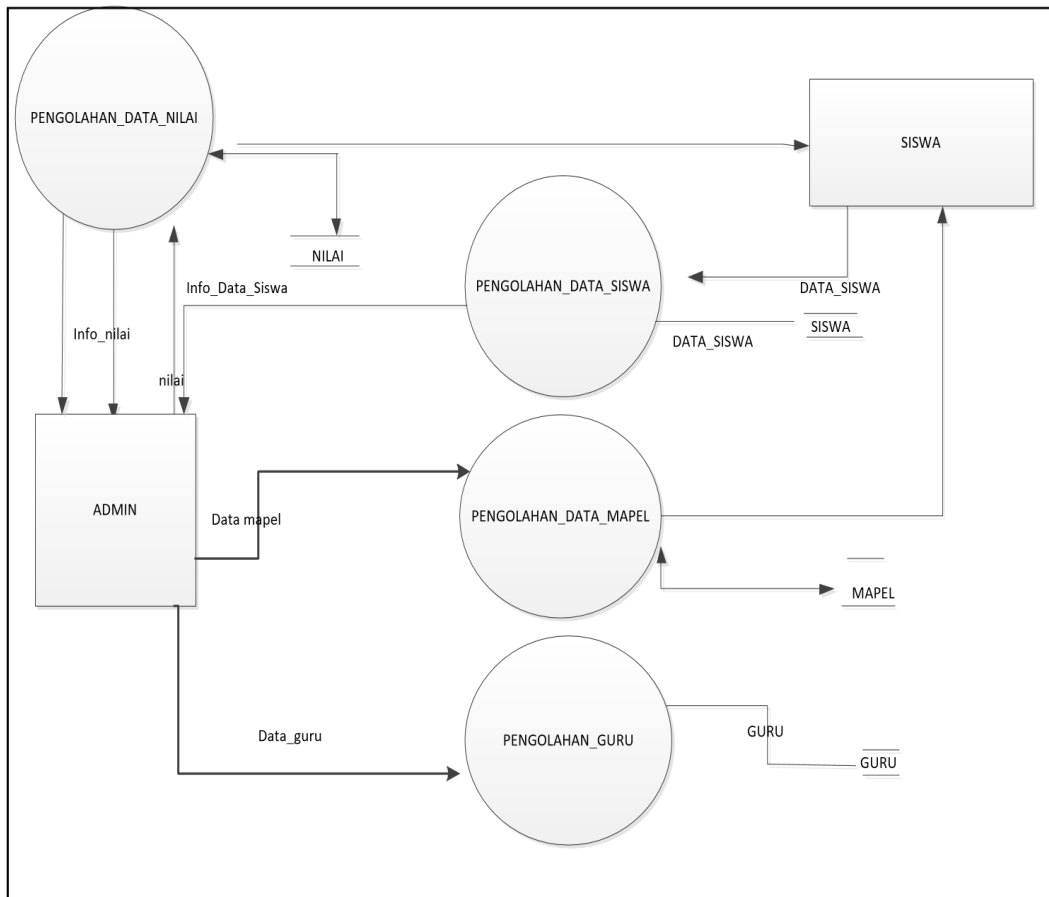 PENGOLAHAN_DATA_NILAI
SISWA
NILAI
Info_Data_Siswa
PENGOLAHAN_DATA_SISWA
DATA_SISWA
SISWA
DATA_SISWA
Info_nilai
nilai
ADMIN
Data mapel
PENGOLAHAN_DATA_MAPEL
MAPEL
Data_guru
PENGOLAHAN_GURU
GURU
GURU